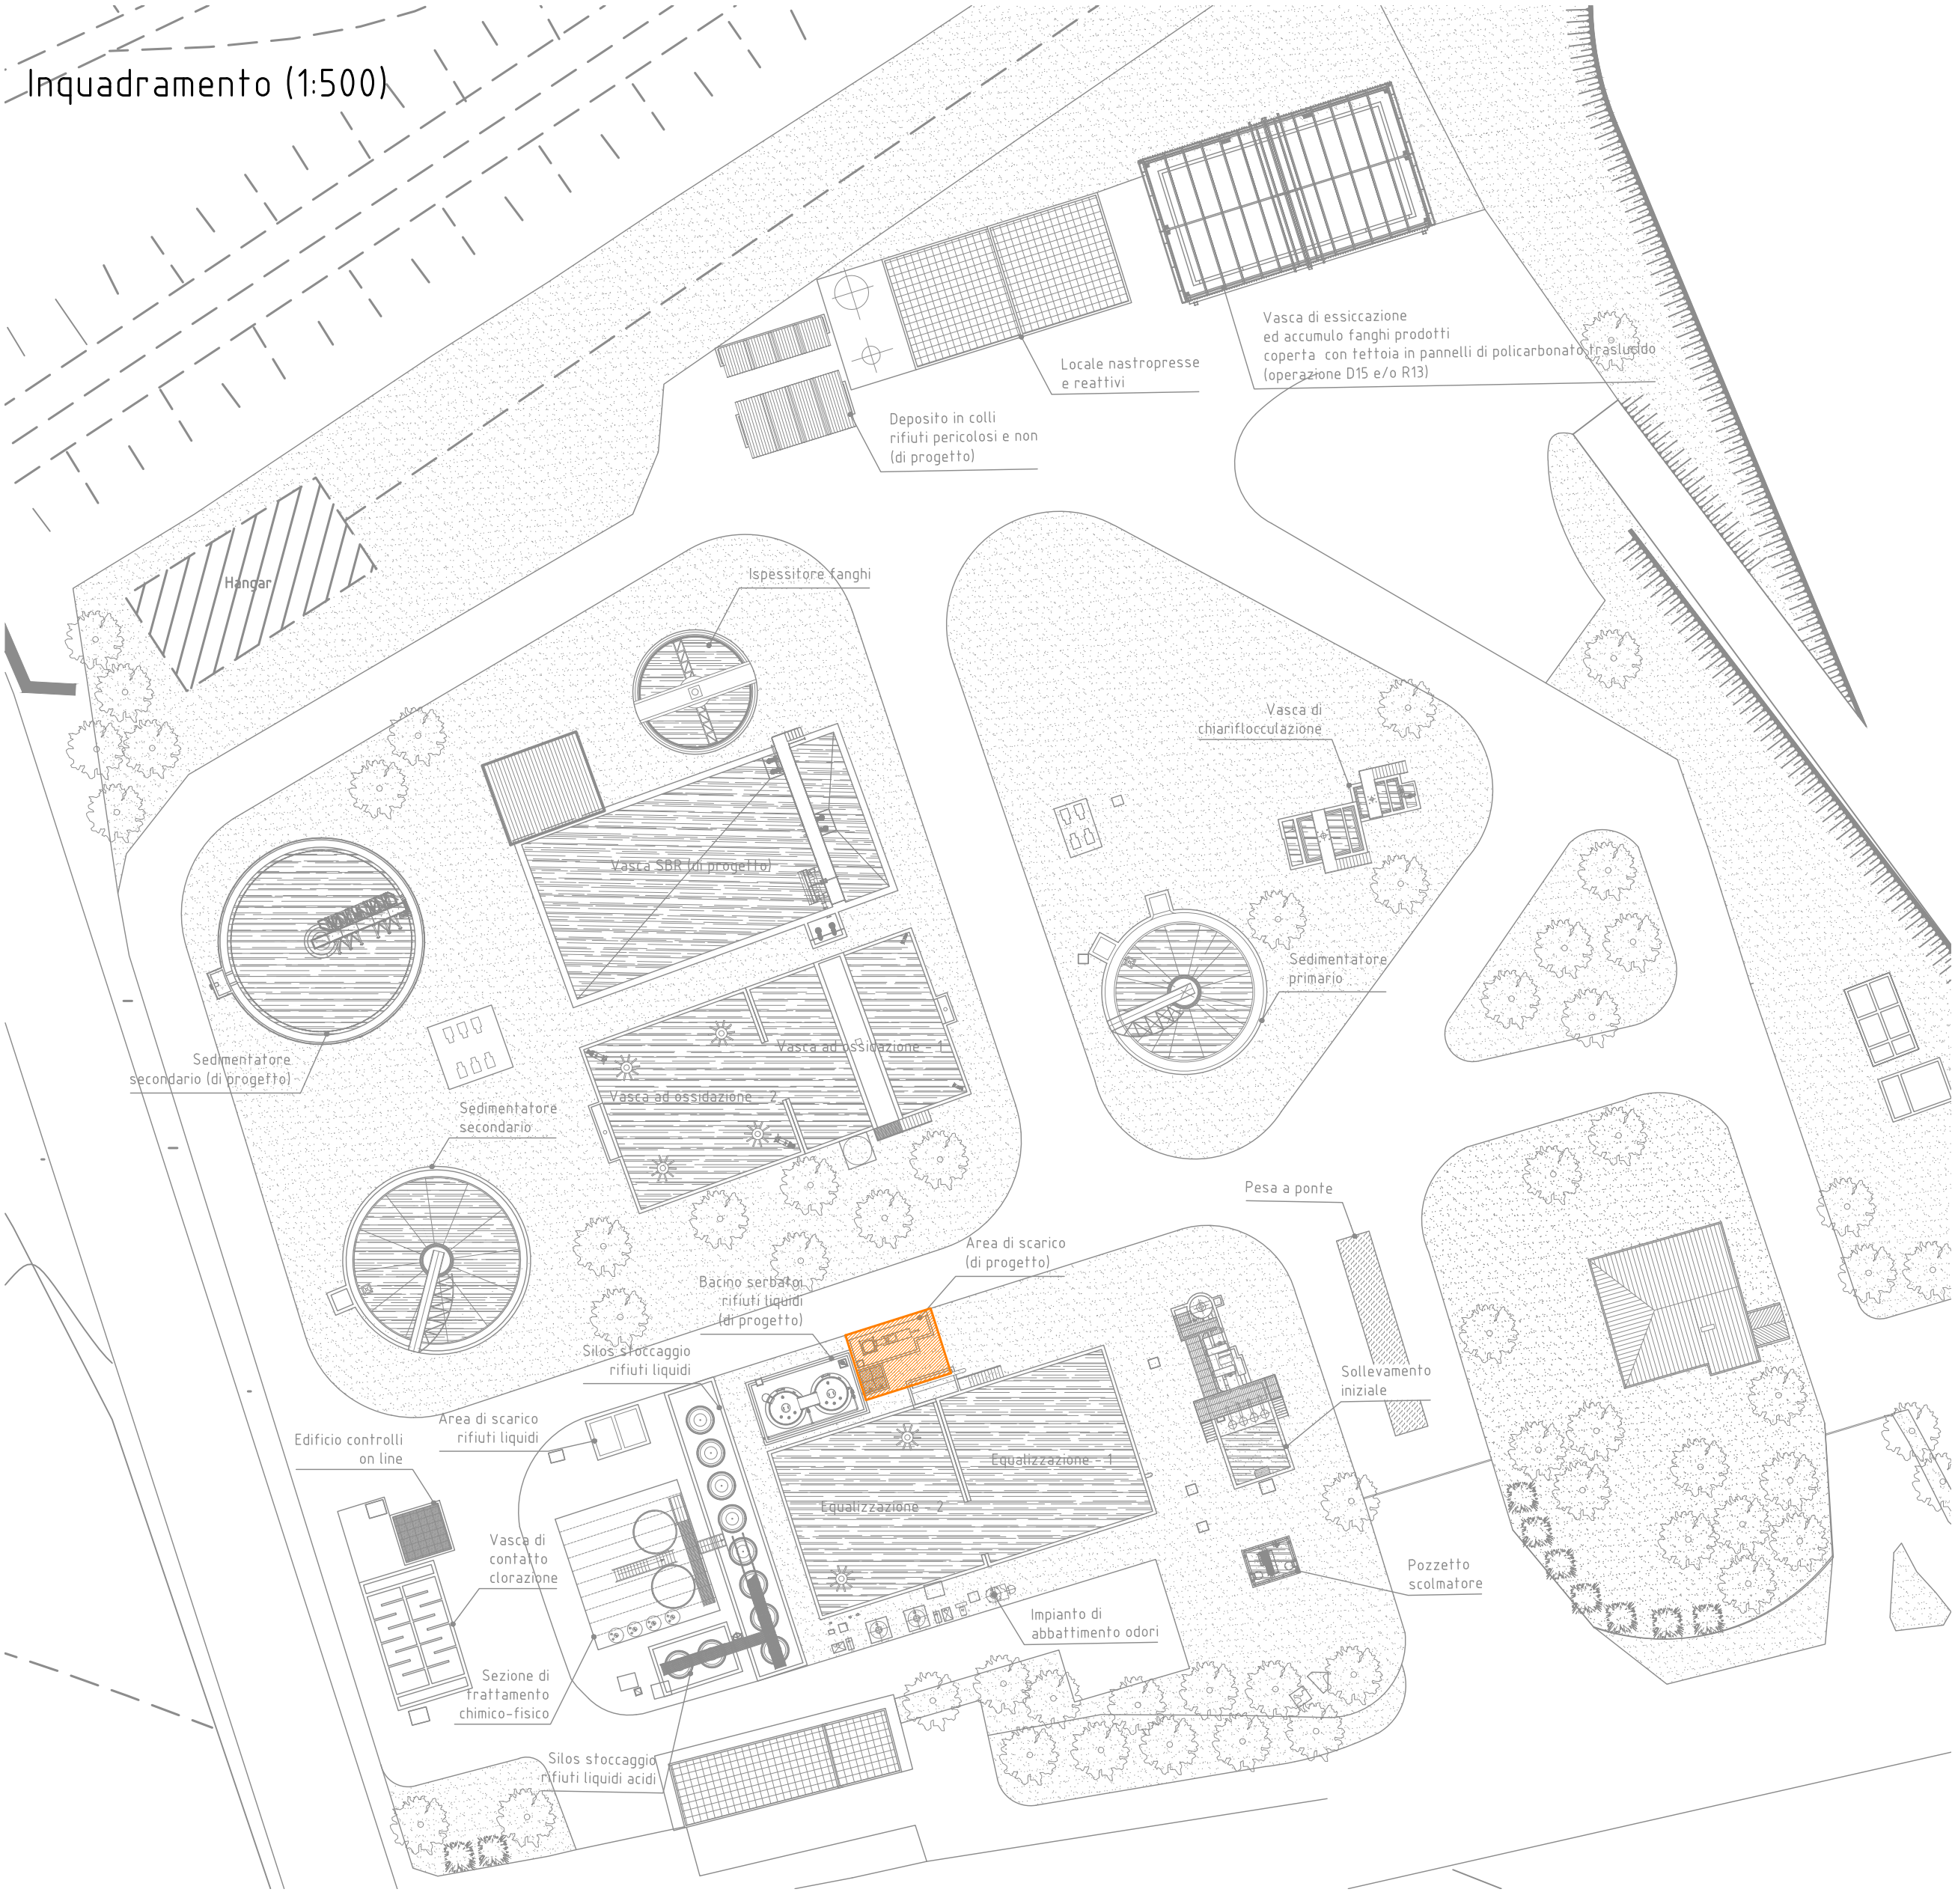 Inquadramento (1:500)
Vasca di essiccazione
ed accumulo fanghi prodotti
coperta con tettoia in pannelli di policarbonato traslucido
(operazione D15 e/o R13)
Locale nastropresse
e reattivi
Deposito in colli
rifiuti pericolosi e non
(di progetto)
Hangar
Ispessitore fanghi
Vasca di
chiariflocculazione
Vasca SBR (di progetto)
Sedimentatore
primario
Vasca ad ossidazione - 1
Sedimentatore
secondario (di progetto)
Vasca ad ossidazione - 2
Sedimentatore
secondario
Pesa a ponte
Area di scarico
(di progetto)
Bacino serbatoi
rifiuti liquidi
(di progetto)
Silos stoccaggio
rifiuti liquidi
Sollevamento
iniziale
Area di scarico
rifiuti liquidi
Edificio controlli
on line
Equalizzazione - 1
Equalizzazione - 2
Vasca di
contatto
clorazione
Pozzetto
scolmatore
Impianto di
abbattimento odori
Sezione di
trattamento
chimico-fisico
Silos stoccaggio
rifiuti liquidi acidi